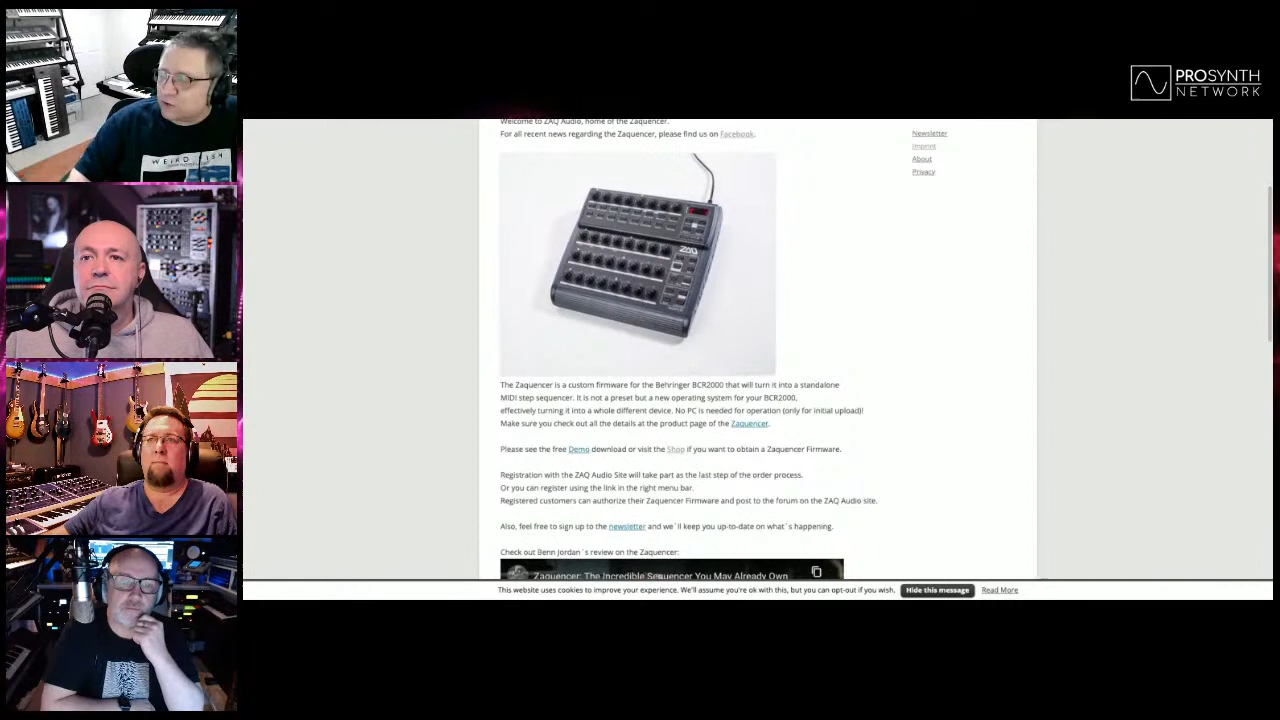 PROSYNTH
NETWORK
Welcome to ZAQ Audio, home of the Zaquencer.
For all recent news regarding the Zaquencer, please find us on Facebook.
Newsletter
Imprint
About
Privacy
ZAQ
The Zaquencer is a custom firmware for the Behringer BCR2000 that will turn it into a standalone
MIDI step sequencer. It is not a preset but a new operating system for your BCR2000,
effectively turning it into a whole different device. No PC is needed for operation (only for initial upload)!
Make sure you check out all the details at the product page of the Zaquencer.
Please see the free Demo download or visit the Shop if you want to obtain a Zaquencer Firmware.
Registration with the ZAQ Audio Site will take part as the last step of the order process.
Or you can register using the link in the right menu bar.
Registered customers can authorize their Zaquencer Firmware and post to the forum on the ZAQ Audio site.
Also, feel free to sign up to the newsletter and we´ll keep you up-to-date on what´s happening.
Check out Benn Jordan´s review on the Zaquencer:
Zaquencer: The Incredible Sequencer You May Already Own
This website uses cookies to improve your experience. We'll assume you're ok with this, but you can opt-out if you wish. Hide this message Read More
WEIRD FISH